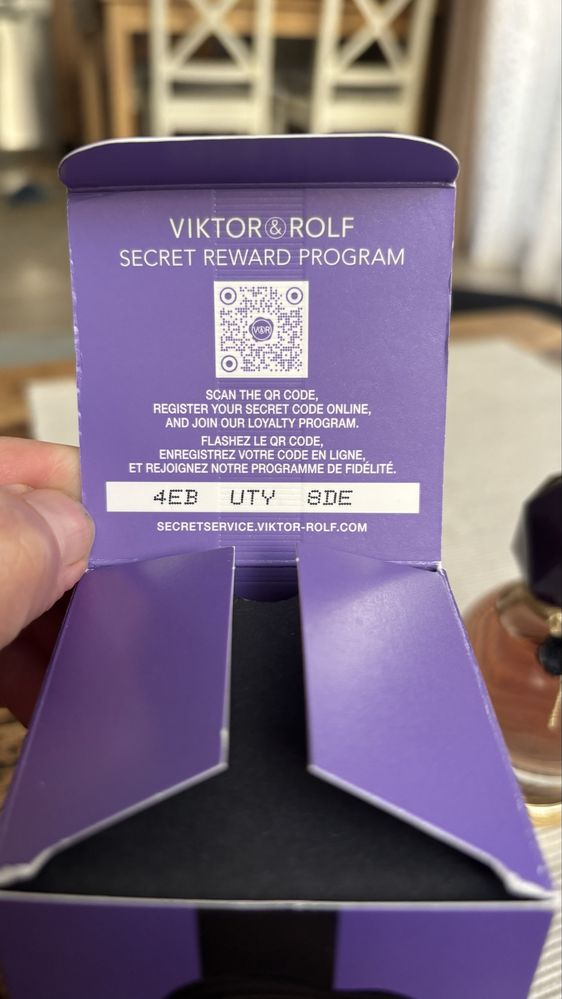 VIKTOR&ROLF
SECRET REWARD PROGRAM
V&R
SCAN THE QR CODE,
REGISTER YOUR SECRET CODE ONLINE,
AND JOIN OUR LOYALTY PROGRAM.
FLASHEZ LE QR CODE,
ENREGISTREZ VOTRE CODE EN LIGNE,
ET REJOIGNEZ NOTRE PROGRAMME DE FIDÉLITÉ.
4EB UTY 8DE
SECRETSERVICE.VIKTOR-ROLF.COM